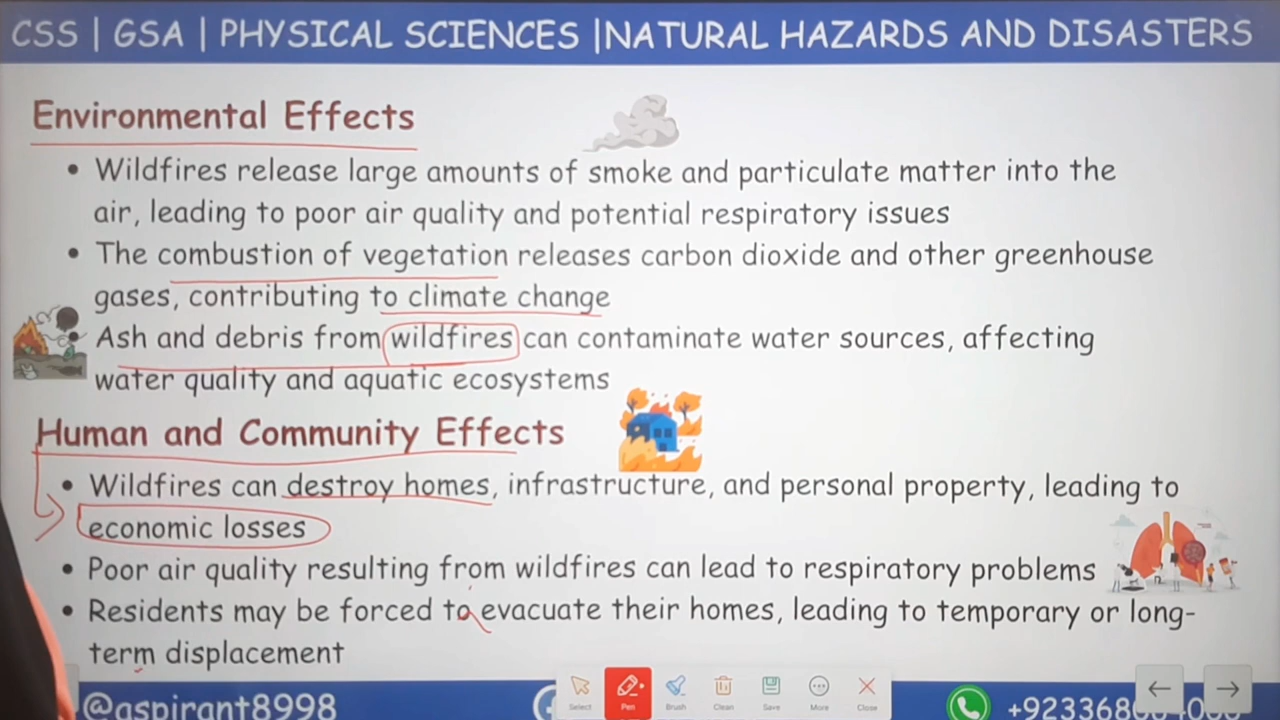 CSS | GSA | PHYSICAL SCIENCES |NATURAL HAZARDS AND DISASTERS
Environmental Effects
• Wildfires release large amounts of smoke and particulate matter into the
air, leading to poor air quality and potential respiratory issues
• The combustion of vegetation releases carbon dioxide and other greenhouse
gases, contributing to climate change
• Ash and debris from wildfires can contaminate water sources, affecting
water quality and aquatic ecosystems
Human and Community Effects
• Wildfires can destroy homes, infrastructure, and personal property, leading to
economic losses
• Poor air quality resulting from wildfires can lead to respiratory problems
• Residents may be forced to evacuate their homes, leading to temporary or long-
term displacement
Select Pen Brush Clean Save More Close
@aspirant8998